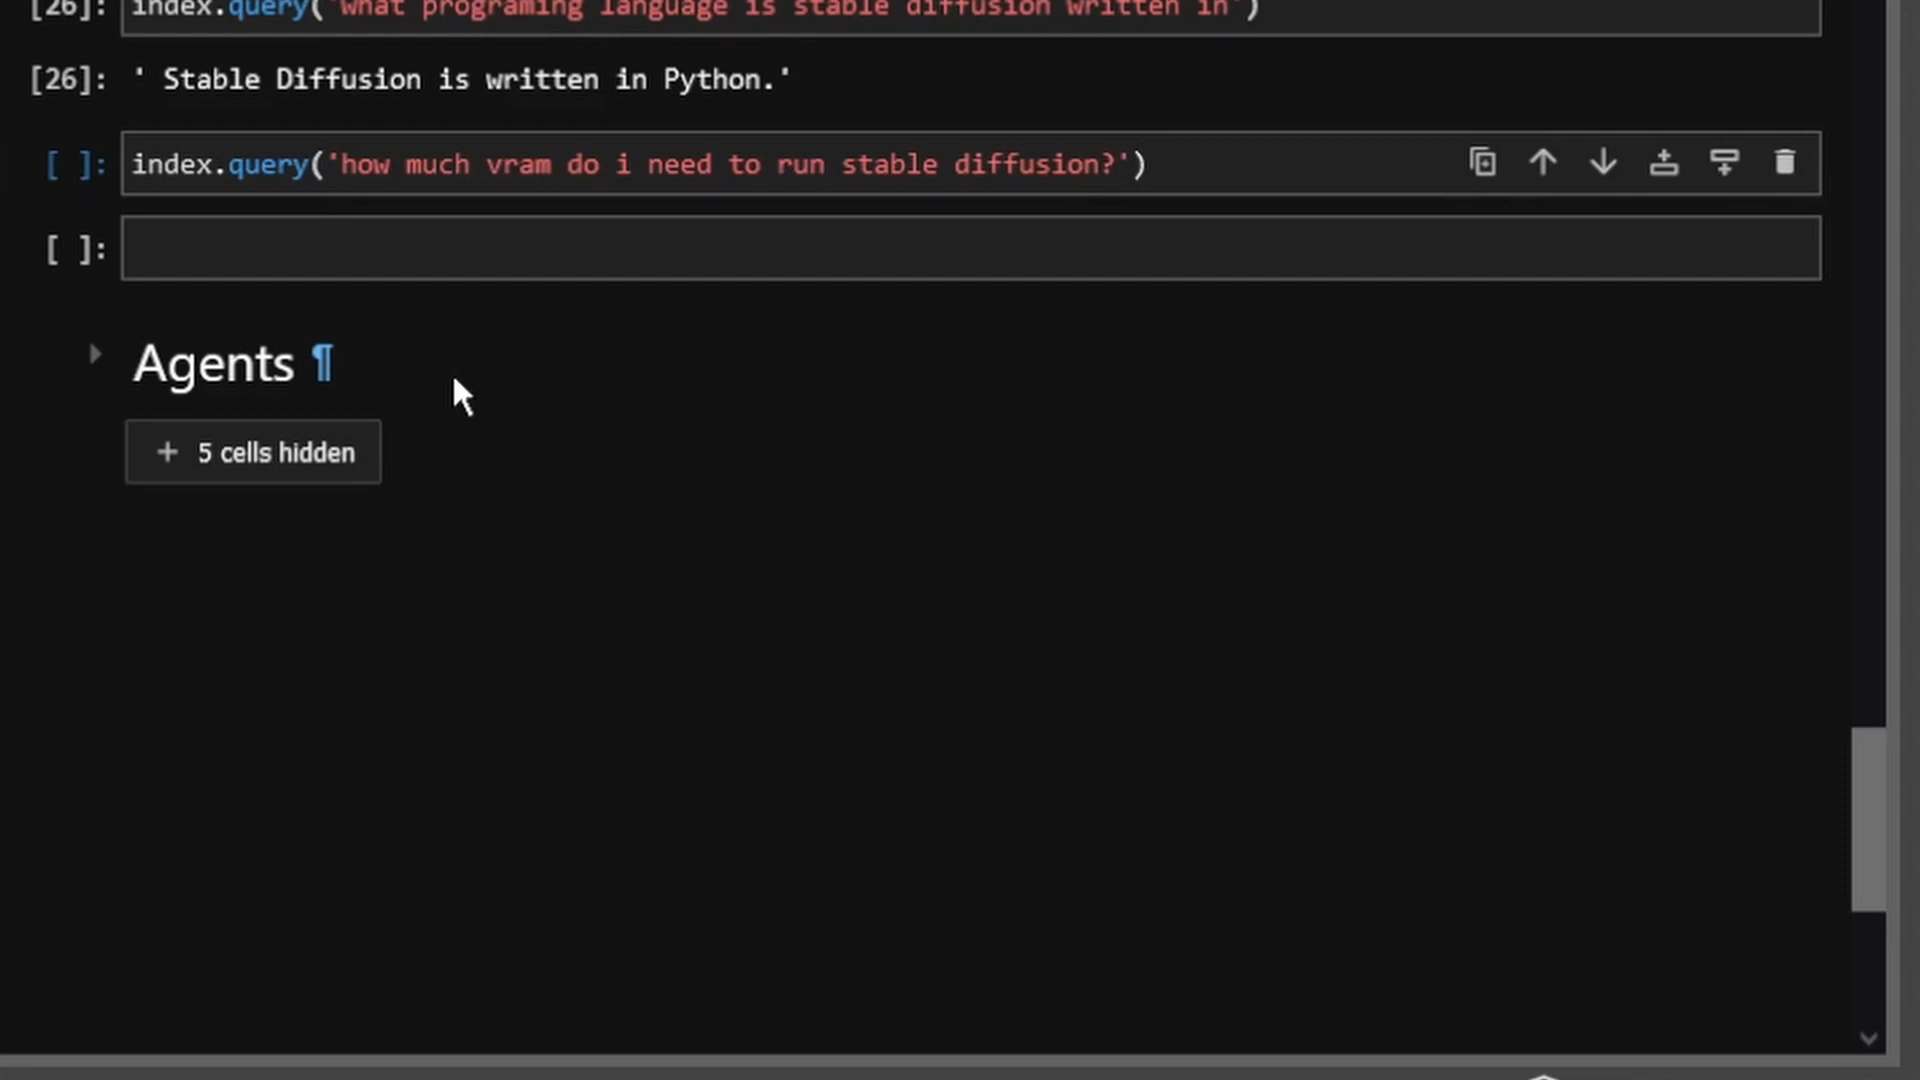 [26]: index.query('what programing language is stable diffusion written in')
[26]: ' Stable Diffusion is written in Python.'
[ ]: index.query('how much vram do i need to run stable diffusion?')
[ ]:
Agents ¶
+ 5 cells hidden